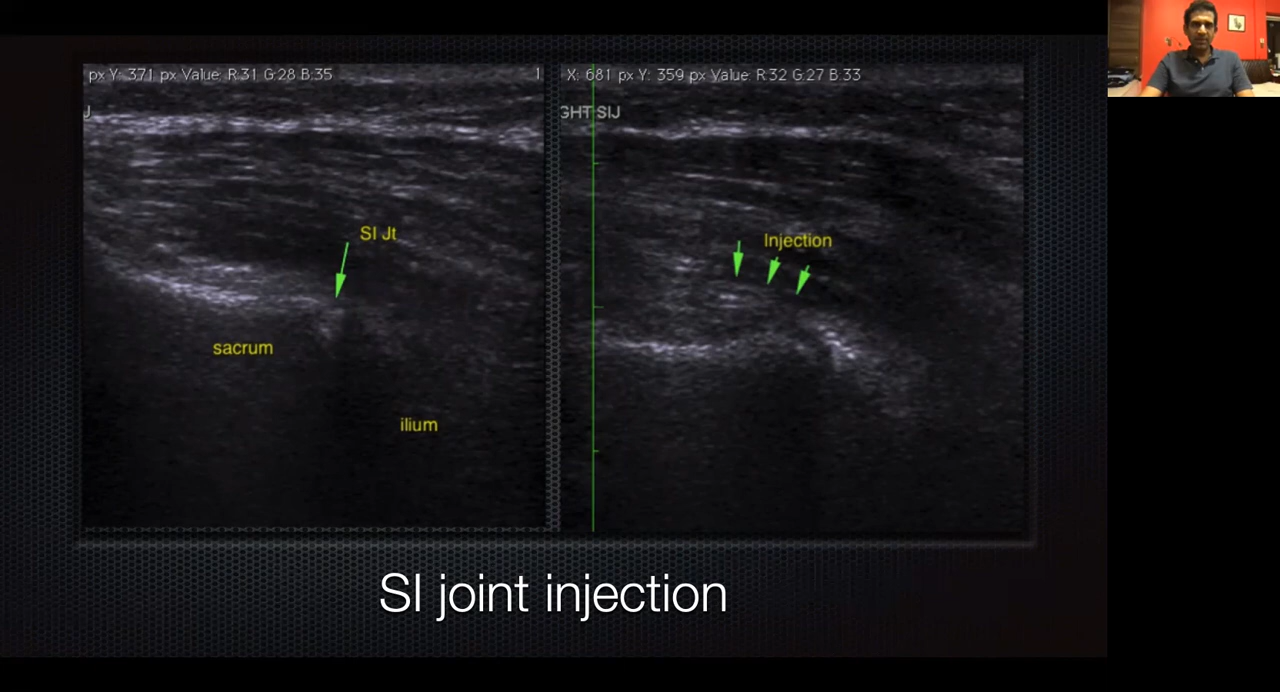 px Y: 371 px Value: R:31 G:28 B:35
J
SI Jt
sacrum
ilium
X: 681 px Y: 359 px Value: R:32 G:27 B:33
GHT SIJ
Injection
SI joint injection